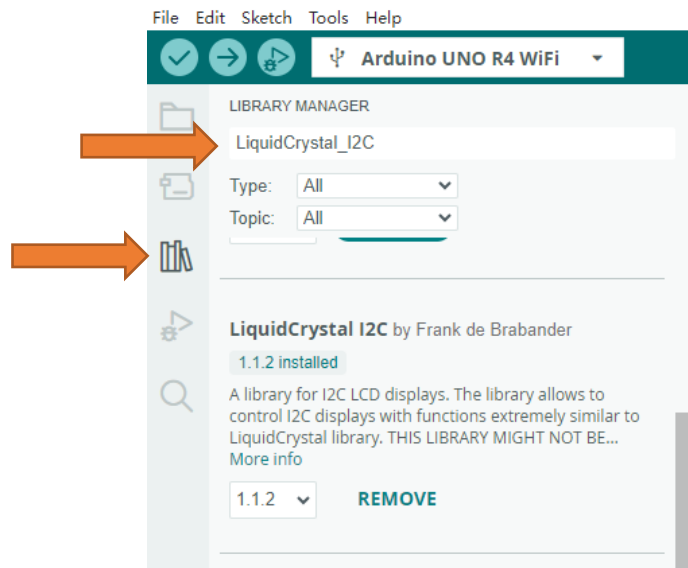 File Edit Sketch Tools Help
Arduino UNO R4 WiFi
LIBRARY MANAGER
LiquidCrystal_I2C
Type: All
Topic: All
LiquidCrystal I2C by Frank de Brabander
1.1.2 installed
A library for I2C LCD displays. The library allows to
control I2C displays with functions extremely similar to
LiquidCrystal library. THIS LIBRARY MIGHT NOT BE...
More info
1.1.2 REMOVE